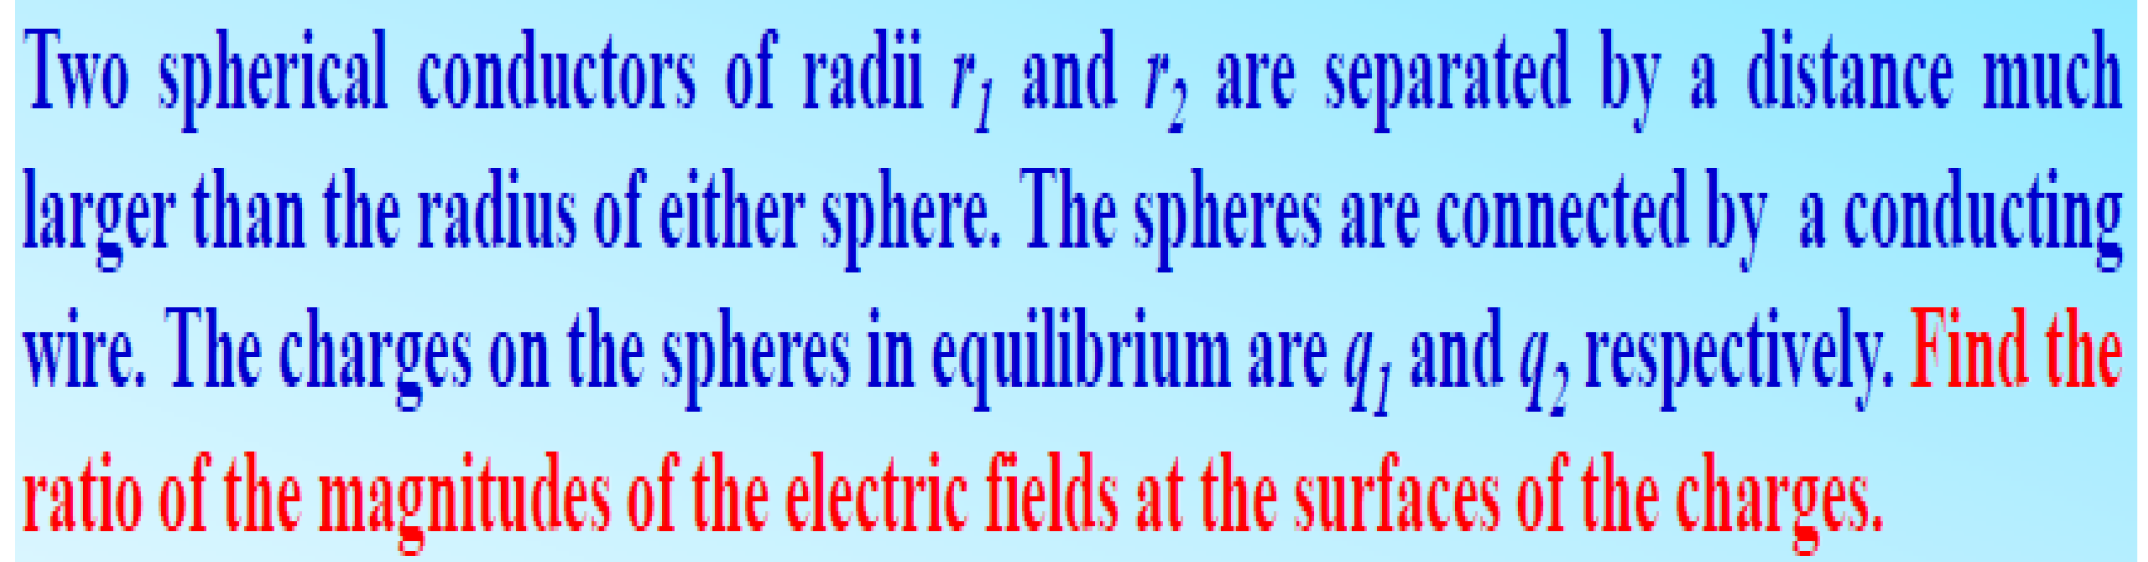 Two spherical conductors of radii r1 and r2 are separated by a distance much
larger than the radius of either sphere. The spheres are connected by a conducting
wire. The charges on the spheres in equilibrium are q1 and q2 respectively. Find the
ratio of the magnitudes of the electric fields at the surfaces of the charges.